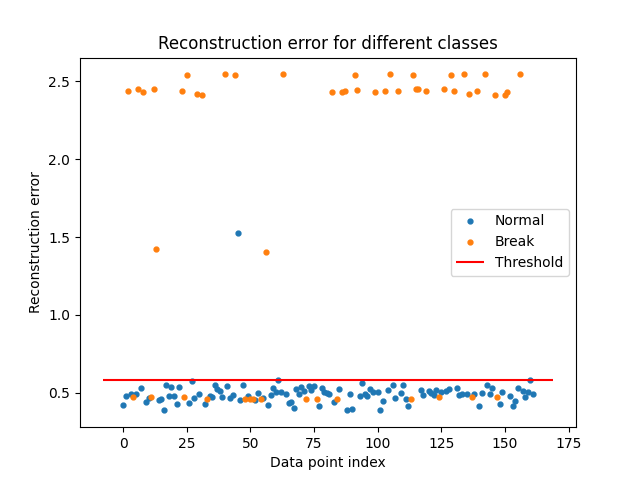 Reconstruction error for different classes
Reconstruction error
2.5
2.0
1.5
1.0
0.5
Normal
Break
Threshold
0 25 50 75 100 125 150 175
Data point index